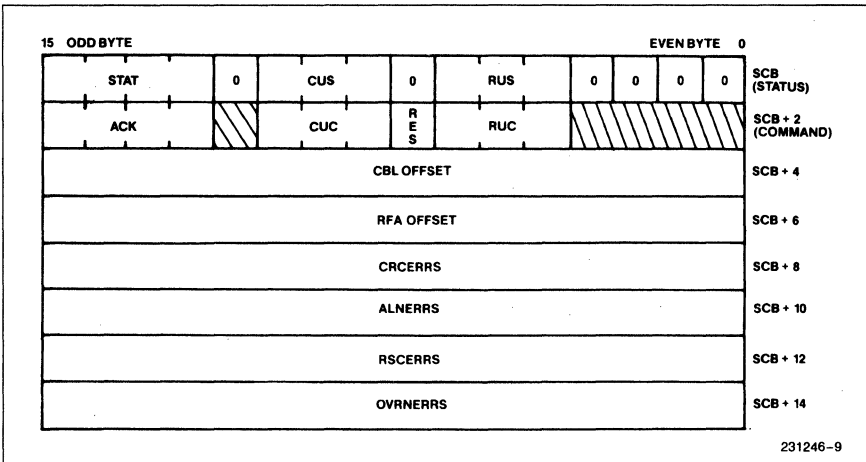 15 ODD BYTE EVEN BYTE 0
STAT 0 CUS 0 RUS 0 0 0 0 SCB (STATUS)
ACK CUC RES RUC SCB + 2 (COMMAND)
CBL OFFSET SCB + 4
RFA OFFSET SCB + 6
CRCERRS SCB + 8
ALNERRS SCB + 10
RSCERRS SCB + 12
OVRNERRS SCB + 14
231246-9